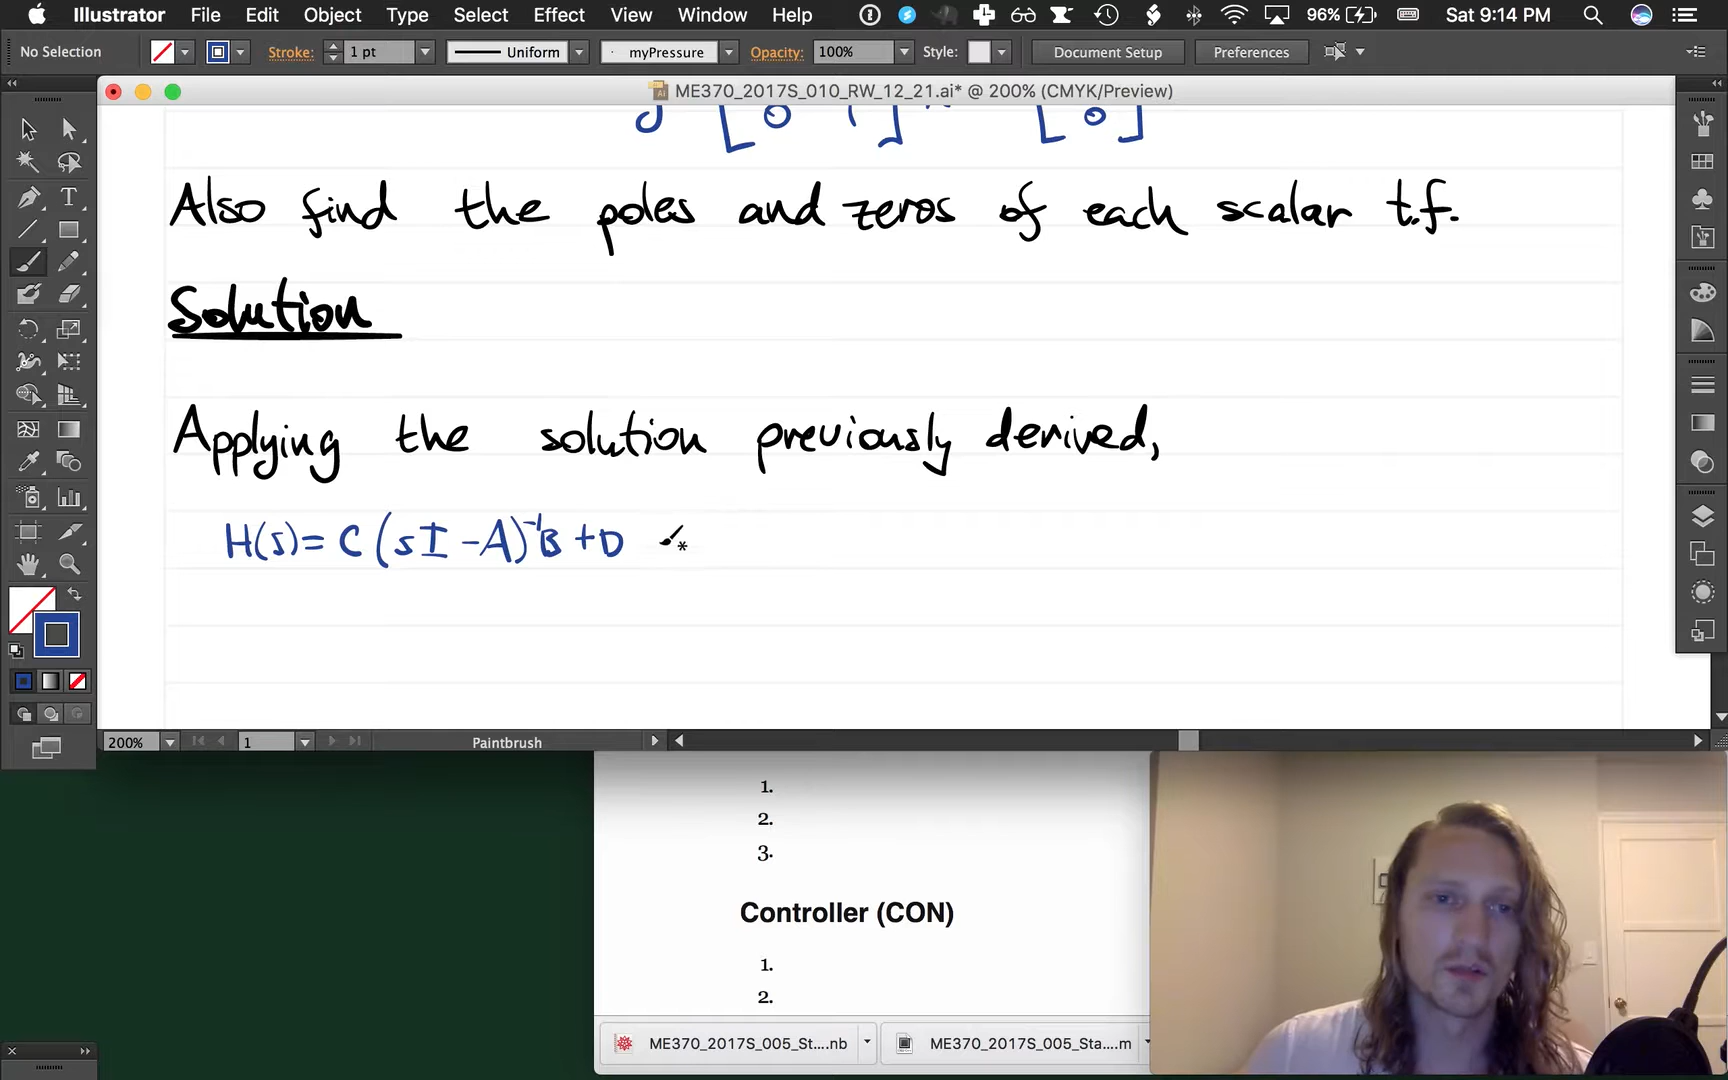 Illustrator File Edit Object Type Select Effect View Window Help 96% Sat 9:14 PM
No Selection Stroke: 1 pt Uniform myPressure Opacity: 100% Style: Document Setup Preferences
ME370_2017S_010_RW_12_21.ai* @ 200% (CMYK/Preview)
Also find the poles and zeros of each scalar t.f.
Solution
Applying the solution previously derived,
H(s) = C (sI - A)⁻¹B + D
200% 1 Paintbrush
1.
2.
3.
Controller (CON)
1.
2.
ME370_2017S_005_St....nb ME370_2017S_005_Sta....m